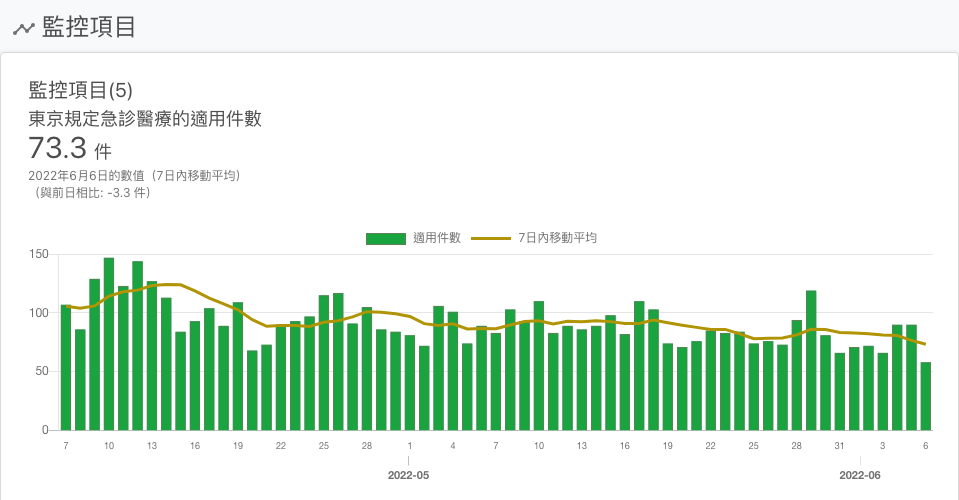 監控項目
監控項目(5)
東京規定急診醫療的適用件數
73.3 件
2022年6月6日的數值（7日內移動平均）
（與前日相比: -3.3 件）
適用件數 7日內移動平均
150
100
50
0
7 10 13 16 19 22 25 28 1 4 7 10 13 16 19 22 25 28 31 3 6
2022-05 2022-06